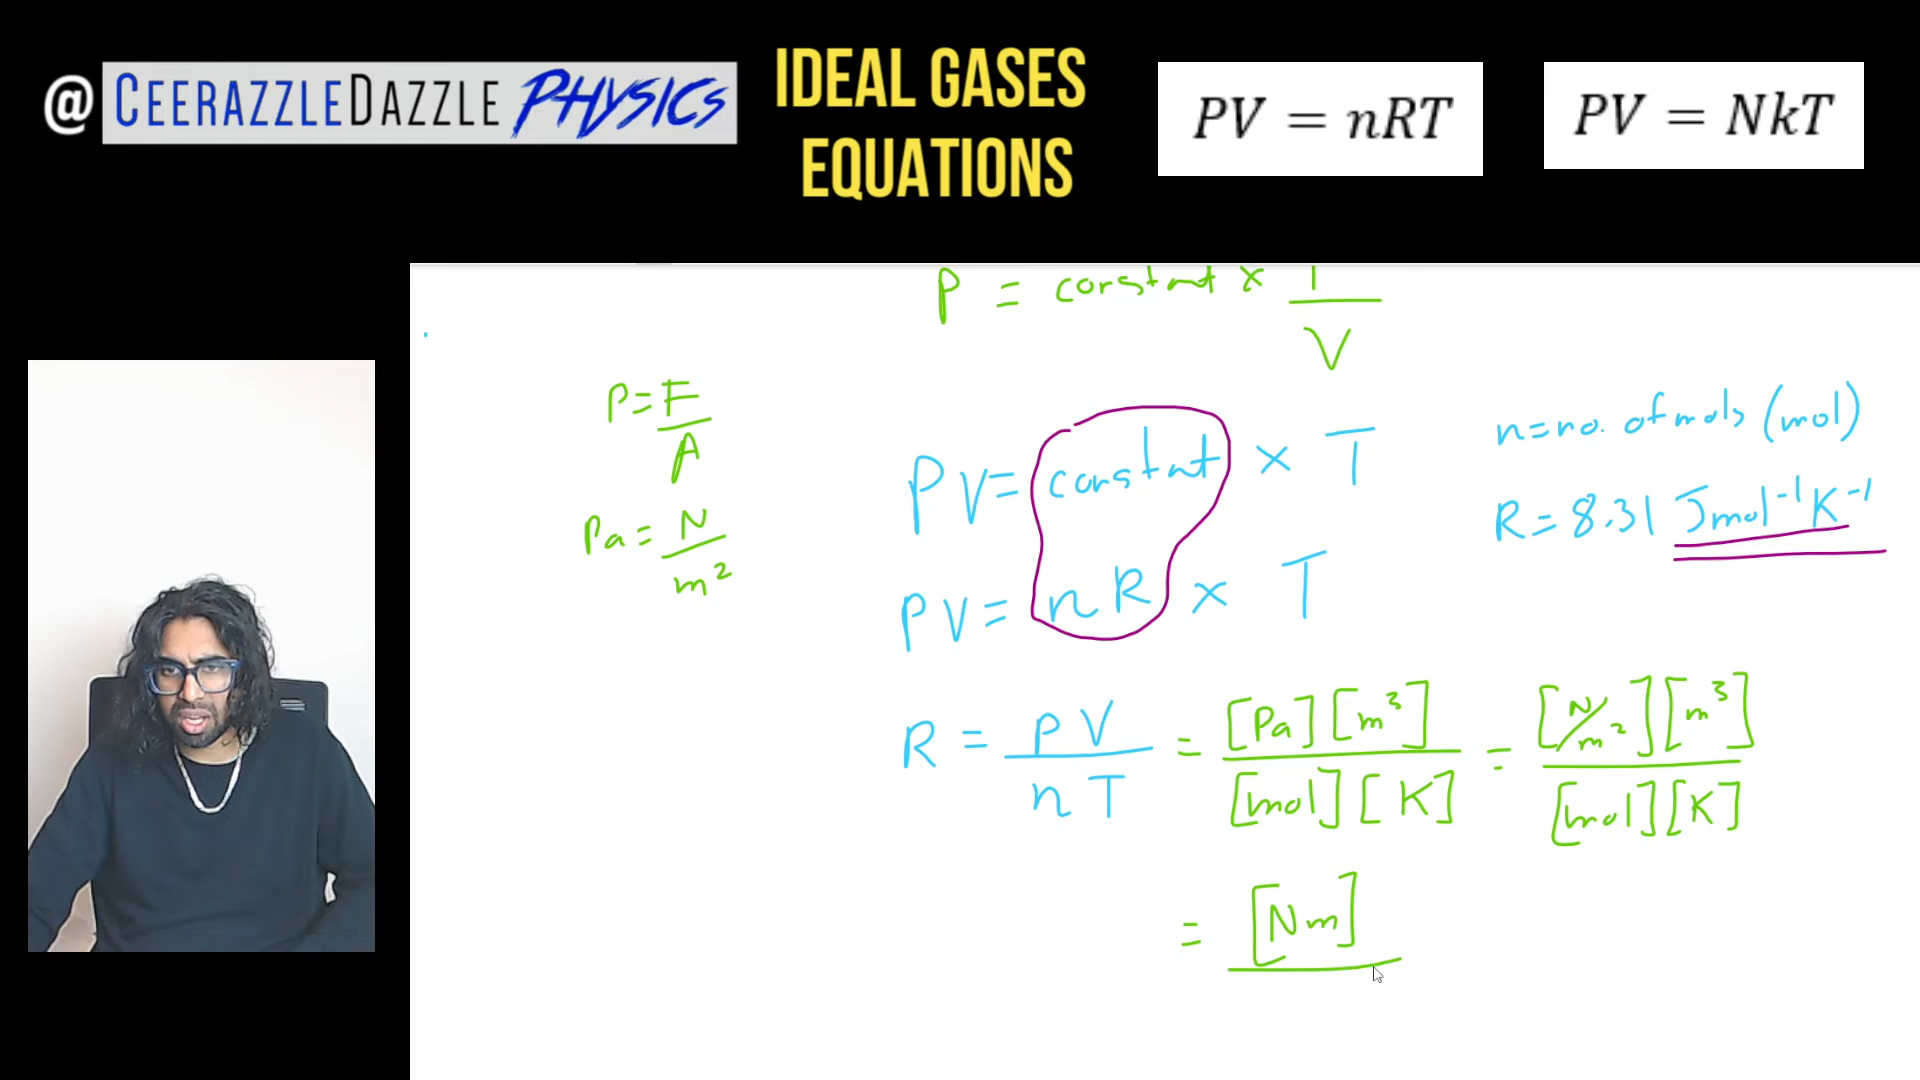 @ CEERAZZLEDAZZLE PHYSICS
IDEAL GASES
EQUATIONS
PV = nRT
PV = NkT
P = constant × T / V
P = F / A
Pa = N / m²
PV = constant × T
PV = nR × T
n = no. of mols (mol)
R = 8.31 Jmol⁻¹K⁻¹
R = PV / nT = [Pa][m³] / [mol][K] = [N/m²][m³] / [mol][K]
= [Nm]